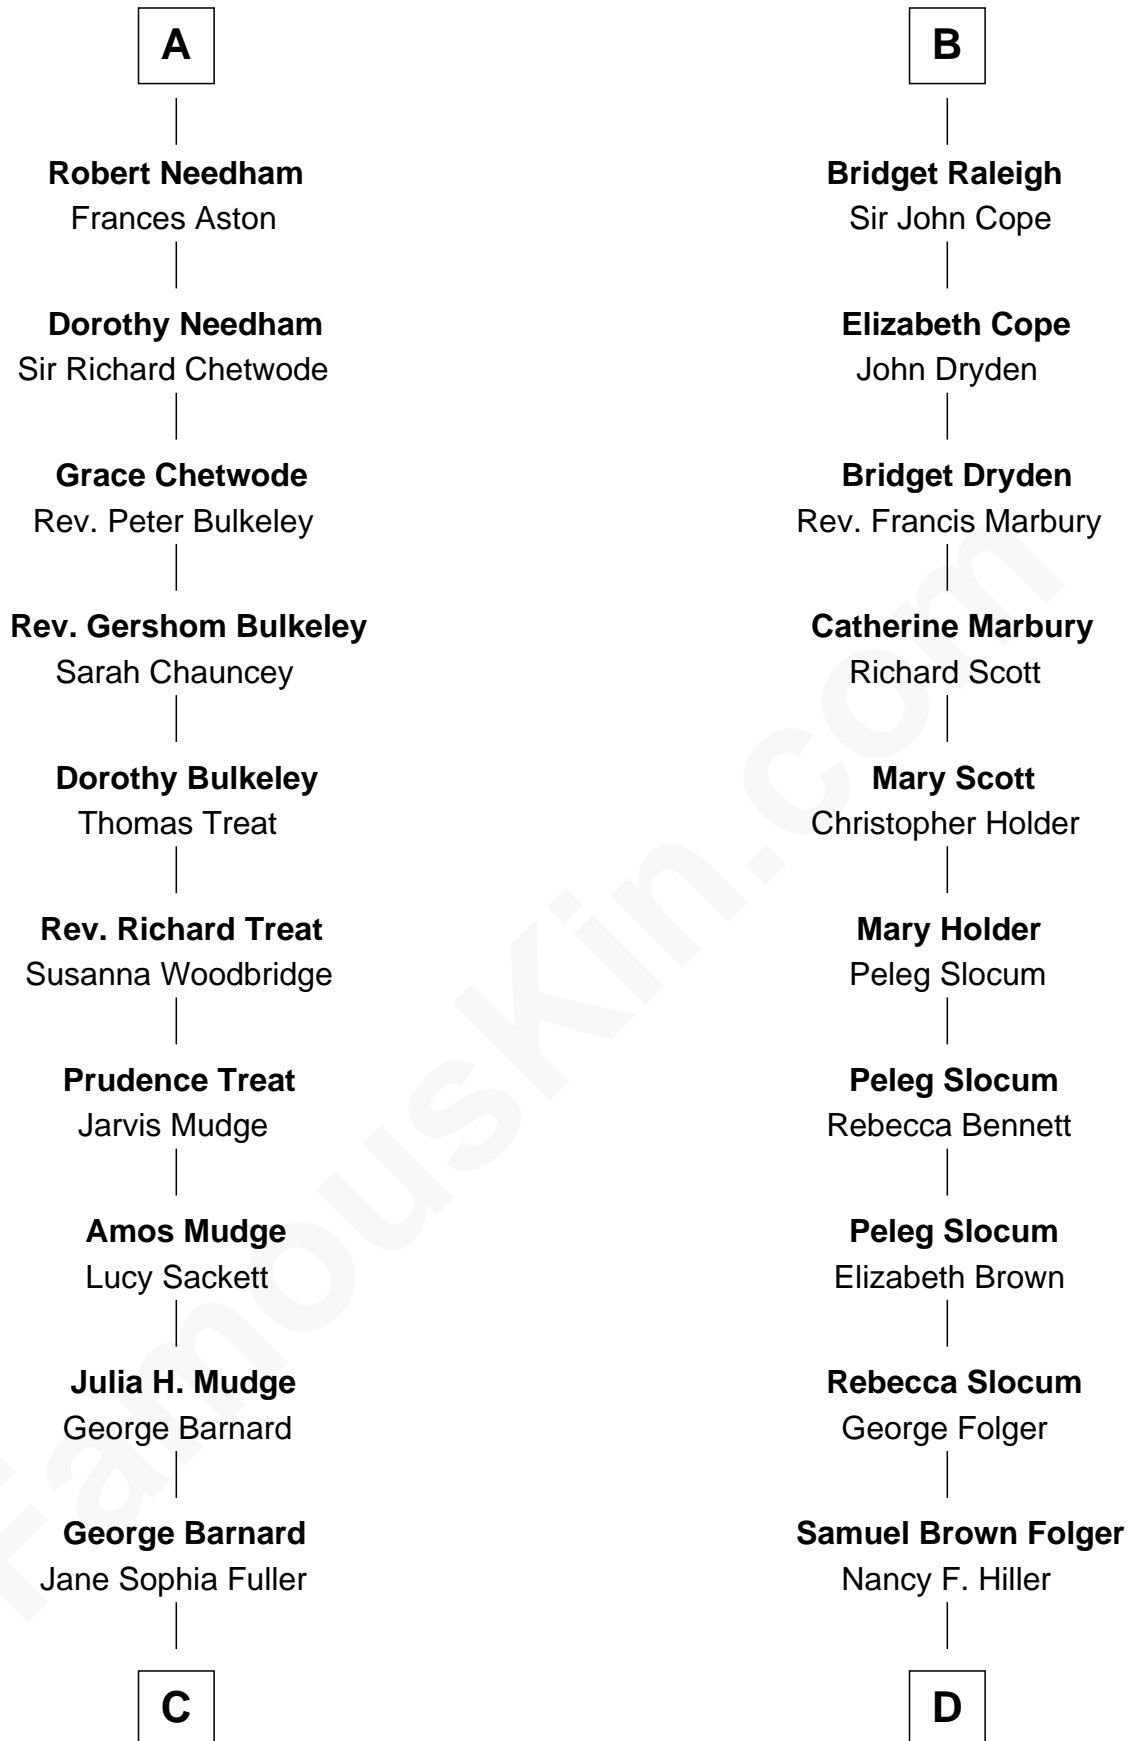 A
Robert Needham
Frances Aston
Dorothy Needham
Sir Richard Chetwode
Grace Chetwode
Rev. Peter Bulkeley
Rev. Gershom Bulkeley
Sarah Chauncey
Dorothy Bulkeley
Thomas Treat
Rev. Richard Treat
Susanna Woodbridge
Prudence Treat
Jarvis Mudge
Amos Mudge
Lucy Sackett
Julia H. Mudge
George Barnard
George Barnard
Jane Sophia Fuller
C
B
Bridget Raleigh
Sir John Cope
Elizabeth Cope
John Dryden
Bridget Dryden
Rev. Francis Marbury
Catherine Marbury
Richard Scott
Mary Scott
Christopher Holder
Mary Holder
Peleg Slocum
Peleg Slocum
Rebecca Bennett
Peleg Slocum
Elizabeth Brown
Rebecca Slocum
George Folger
Samuel Brown Folger
Nancy F. Hiller
D
FamousKin.com